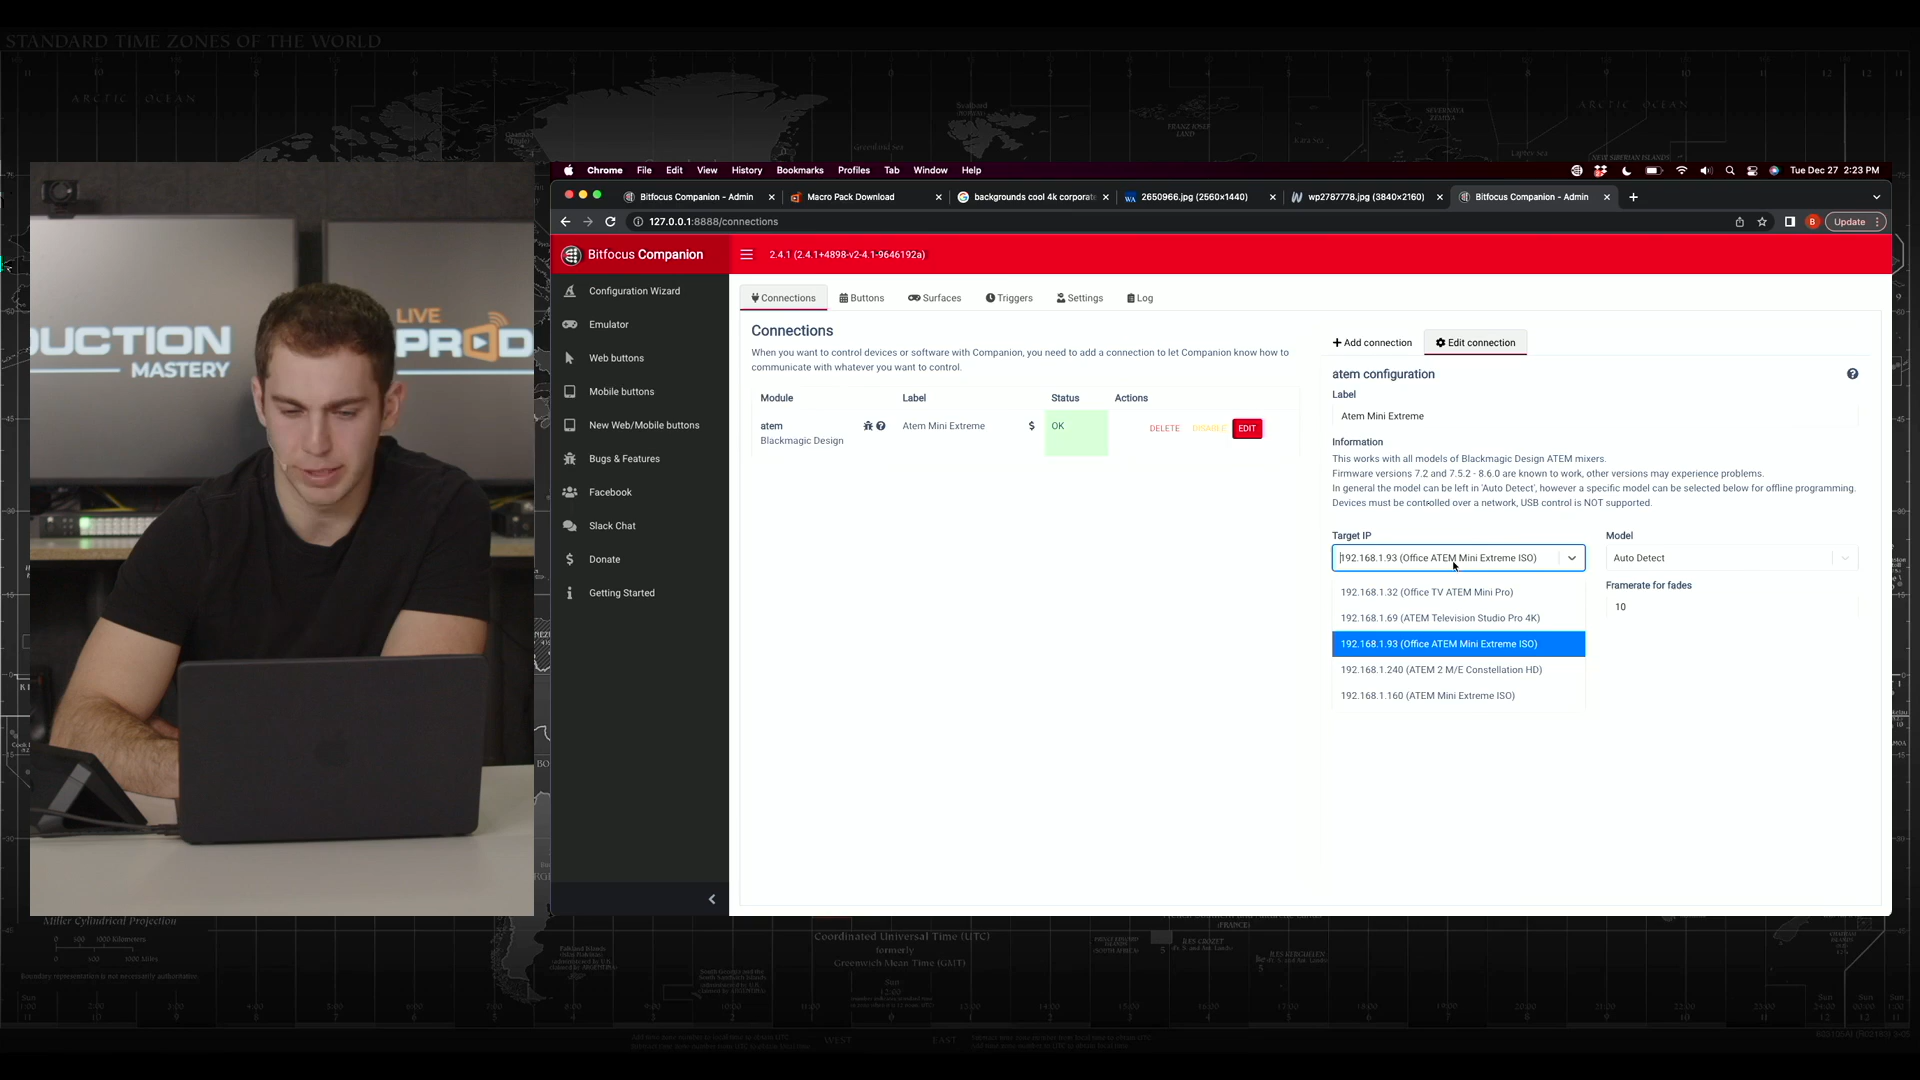 STANDARD TIME ZONES OF THE WORLD
ARCTIC OCEAN
ARCTIC OCEAN
Chrome File Edit View History Bookmarks Profiles Tab Window Help
Tue Dec 27 2:23 PM
Bitfocus Companion - Admin
Macro Pack Download
backgrounds cool 4k corporate
2650966.jpg (2560×1440)
wp2787778.jpg (3840×2160)
Bitfocus Companion - Admin
127.0.0.1:8888/connections
B
Update
Bitfocus Companion
2.4.1 (2.4.1+4898-v2-4.1-9646192a)
Configuration Wizard
Emulator
Web buttons
Mobile buttons
New Web/Mobile buttons
Bugs & Features
Facebook
Slack Chat
Donate
Getting Started
Connections
Buttons
Surfaces
Triggers
Settings
Log
Connections
When you want to control devices or software with Companion, you need to add a connection to let Companion know how to
communicate with whatever you want to control.
Module Label Status Actions
atem
Blackmagic Design
Atem Mini Extreme
$
OK
DELETE DISABLE EDIT
Add connection
Edit connection
atem configuration
Label
Atem Mini Extreme
Information
This works with all models of Blackmagic Design ATEM mixers.
Firmware versions 7.2 and 7.5.2 - 8.6.0 are known to work, other versions may experience problems.
In general the model can be left in 'Auto Detect', however a specific model can be selected below for offline programming.
Devices must be controlled over a network, USB control is NOT supported.
Target IP
192.168.1.93 (Office ATEM Mini Extreme ISO)
192.168.1.32 (Office TV ATEM Mini Pro)
192.168.1.69 (ATEM Television Studio Pro 4K)
192.168.1.93 (Office ATEM Mini Extreme ISO)
192.168.1.240 (ATEM 2 M/E Constellation HD)
192.168.1.160 (ATEM Mini Extreme ISO)
Model
Auto Detect
Framerate for fades
10
DUCTION
MASTERY
LIVE
PROD
Miller Cylindrical Projection
Coordinated Universal Time (UTC)
formerly
Greenwich Mean Time (GMT)
WEST EAST